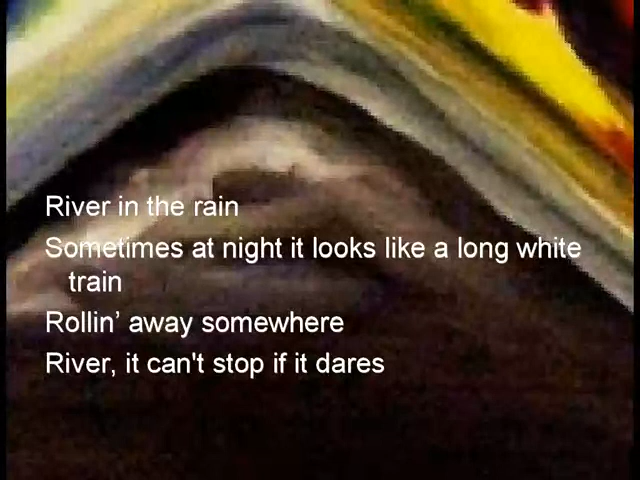 River in the rain
Sometimes at night it looks like a long white
train
Rollin’ away somewhere
River, it can't stop if it dares